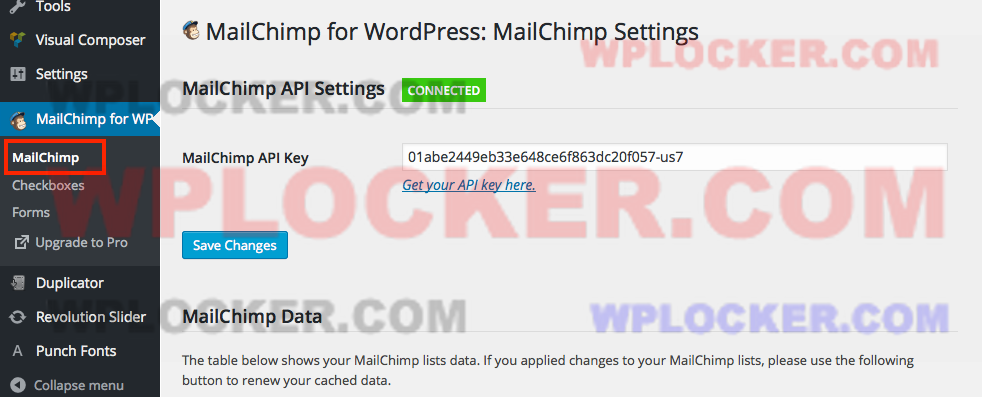 Tools
Visual Composer
Settings
MailChimp for WP
MailChimp
Checkboxes
Forms
Upgrade to Pro
Duplicator
Revolution Slider
A Punch Fonts
Collapse menu
MailChimp for WordPress: MailChimp Settings
WPLOCKER.COM
MailChimp API Settings CONNECTED
WPLOCKER.COM
MailChimp API Key 01abe2449eb33e648ce6f863dc20f057-us7
Get your API key here.
WPLOCKER.COM
Save Changes
WPLOCKER.COM
WPLOCKER.COM
MailChimp Data
The table below shows your MailChimp lists data. If you applied changes to your MailChimp lists, please use the following
button to renew your cached data.